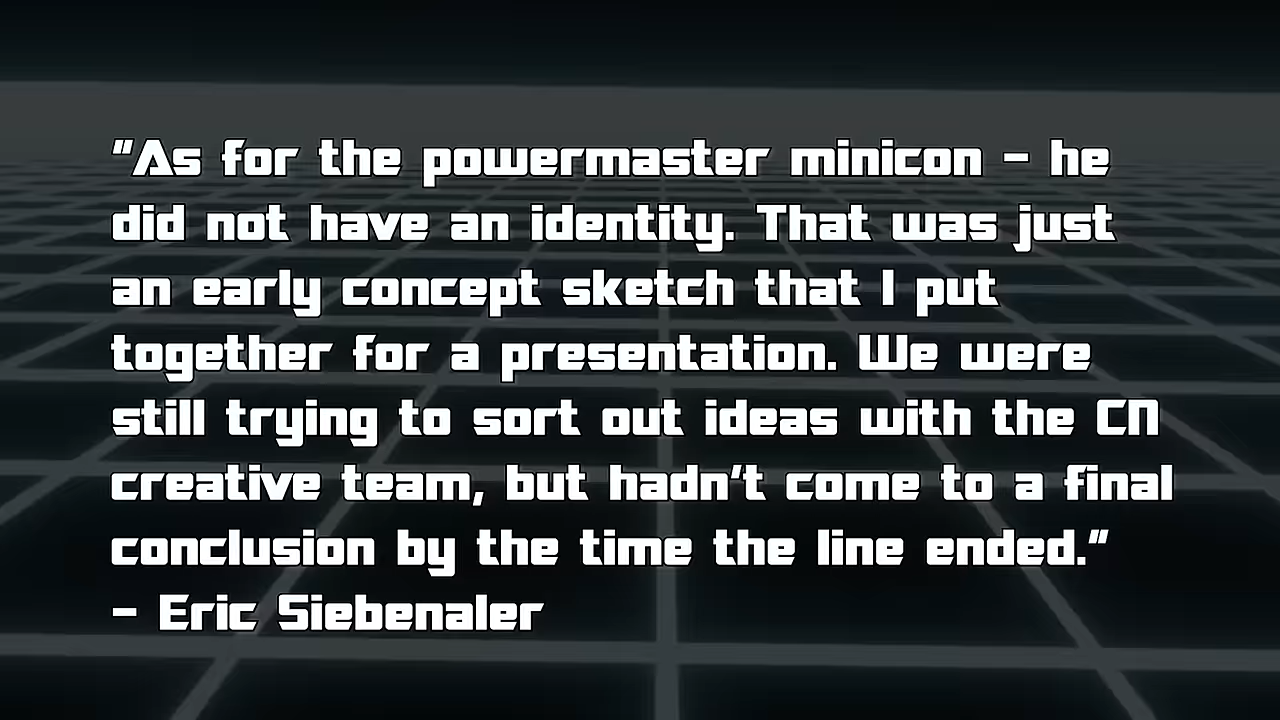 "As for the powermaster minicon - he
did not have an identity. That was just
an early concept sketch that I put
together for a presentation. We were
still trying to sort out ideas with the CN
creative team, but hadn't come to a final
conclusion by the time the line ended."
- Eric Siebenaler